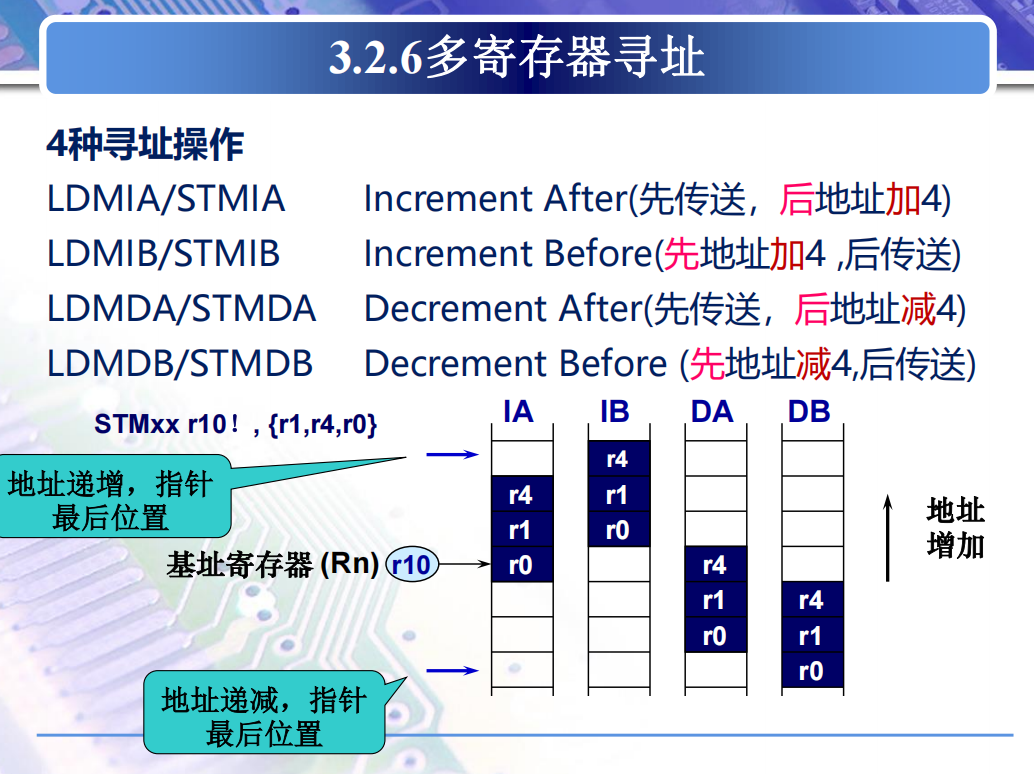 3.2.6多寄存器寻址
4种寻址操作
LDMIA/STMIA Increment After(先传送，后地址加4)
LDMIB/STMIB Increment Before(先地址加4 ,后传送)
LDMDA/STMDA Decrement After(先传送，后地址减4)
LDMDB/STMDB Decrement Before (先地址减4,后传送)
STMxx r10！, {r1,r4,r0}
IA IB DA DB
地址递增，指针
最后位置
基址寄存器 (Rn) r10
地址递减，指针
最后位置
r4
r1
r0
r4
r1
r0
r4
r1
r0
r4
r1
r0
地址
增加